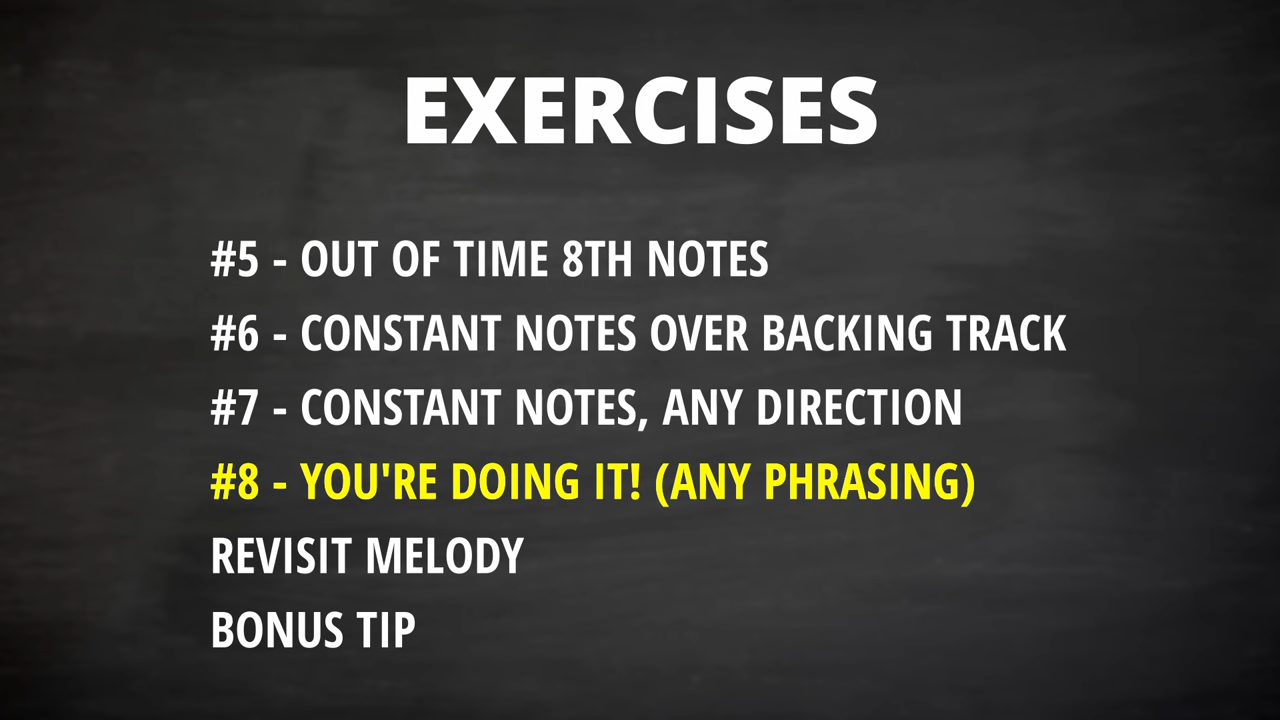 EXERCISES
#5 - OUT OF TIME 8TH NOTES
#6 - CONSTANT NOTES OVER BACKING TRACK
#7 - CONSTANT NOTES, ANY DIRECTION
#8 - YOU'RE DOING IT! (ANY PHRASING)
REVISIT MELODY
BONUS TIP